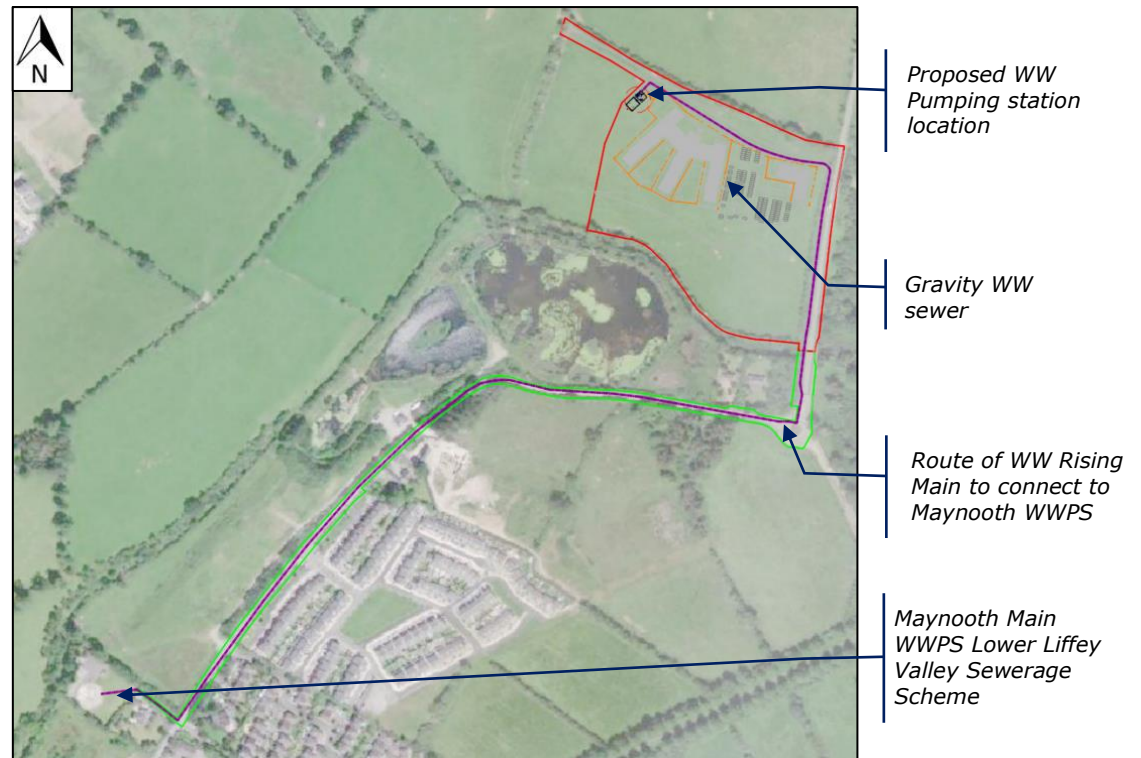 N
Proposed WW
Pumping station
location
Gravity WW
sewer
Route of WW Rising
Main to connect to
Maynooth WWPS
Maynooth Main
WWPS Lower Liffey
Valley Sewerage
Scheme